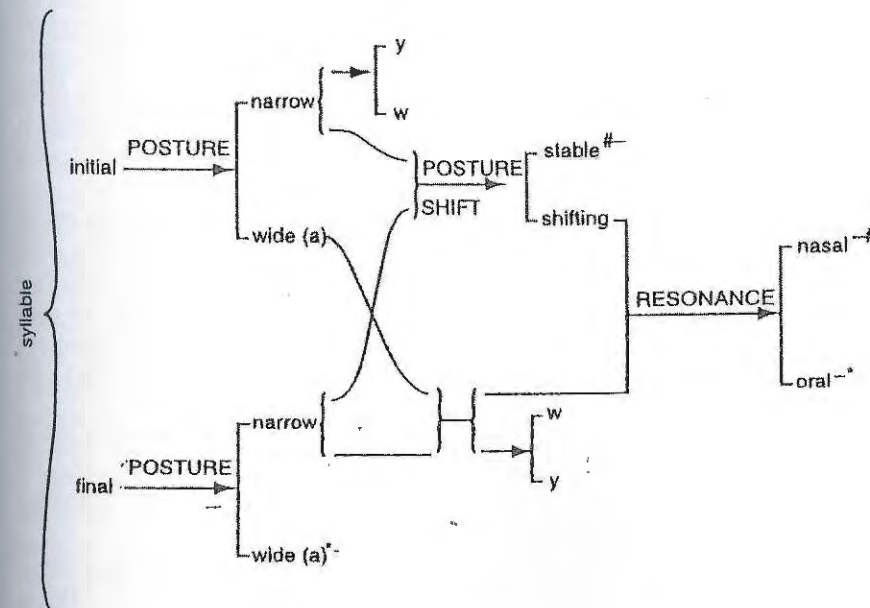 y
narrow
w
POSTURE
initial
stable #
POSTURE
SHIFT
shifting
wide (a)
nasal #
RESONANCE
syllable
oral *
w
narrow
POSTURE
final
y
wide (a)*